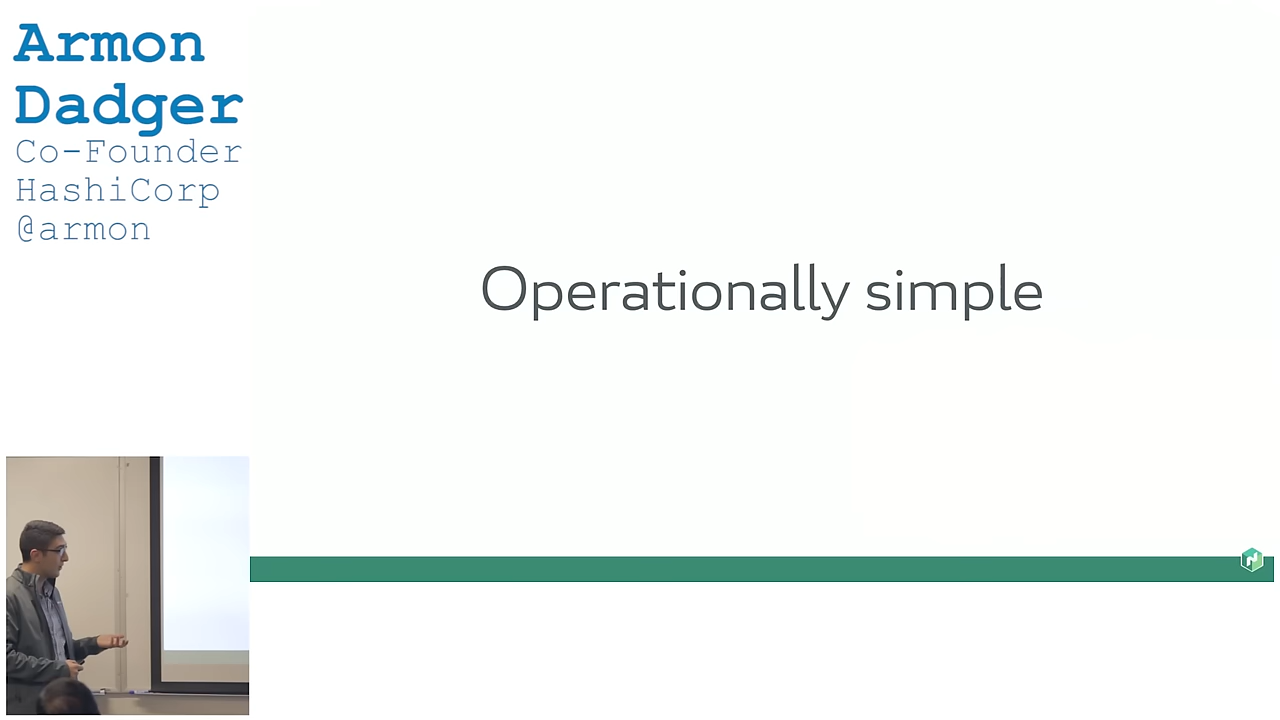 Armon
Dadger
Co-Founder
HashiCorp
@armon
Operationally simple